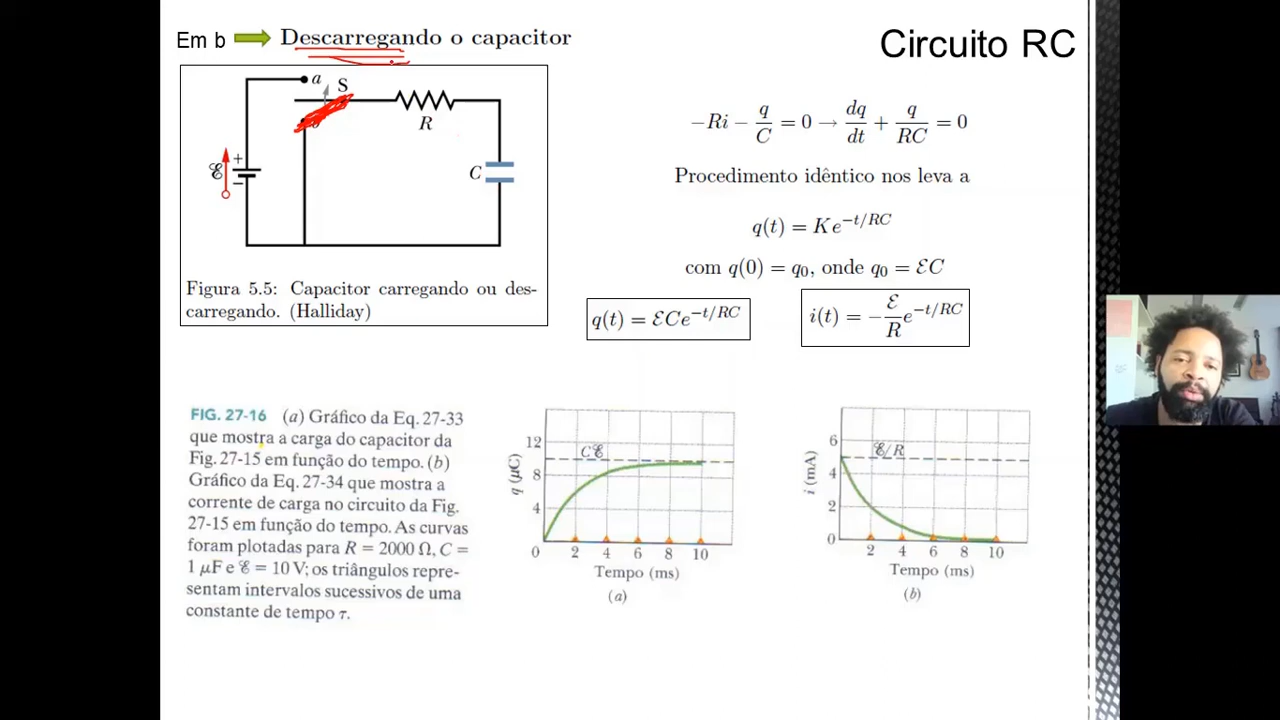 Em b Descarregando o capacitor
Circuito RC
a
S
R
ℰ
+
−
C
Figura 5.5: Capacitor carregando ou des-
carregando. (Halliday)
−Ri − q/C = 0 → dq/dt + q/RC = 0
Procedimento idêntico nos leva a
q(t) = Ke^{−t/RC}
com q(0) = q₀, onde q₀ = ℰC
q(t) = ℰCe^{−t/RC}
i(t) = −ℰ/R e^{−t/RC}
FIG. 27-16 (a) Gráfico da Eq. 27-33
que mostra a carga do capacitor da
Fig. 27-15 em função do tempo. (b)
Gráfico da Eq. 27-34 que mostra a
corrente de carga no circuito da Fig.
27-15 em função do tempo. As curvas
foram plotadas para R = 2000 Ω, C =
1 μF e ℰ = 10 V; os triângulos repre-
sentam intervalos sucessivos de uma
constante de tempo τ.
q (μC)
12
8
4
Cℰ
0 2 4 6 8 10
Tempo (ms)
(a)
i (mA)
6
4
2
0
ℰ/R
2 4 6 8 10
Tempo (ms)
(b)